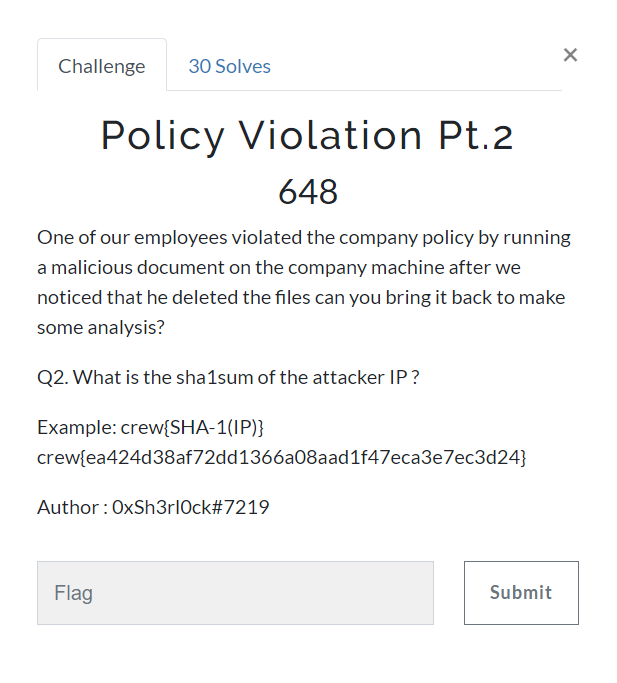 Challenge
30 Solves
×
Policy Violation Pt.2
648
One of our employees violated the company policy by running
a malicious document on the company machine after we
noticed that he deleted the files can you bring it back to make
some analysis?
Q2. What is the sha1sum of the attacker IP ?
Example: crew{SHA-1(IP)}
crew{ea424d38af72dd1366a08aad1f47eca3e7ec3d24}
Author : 0xSh3rl0ck#7219
Flag
Submit